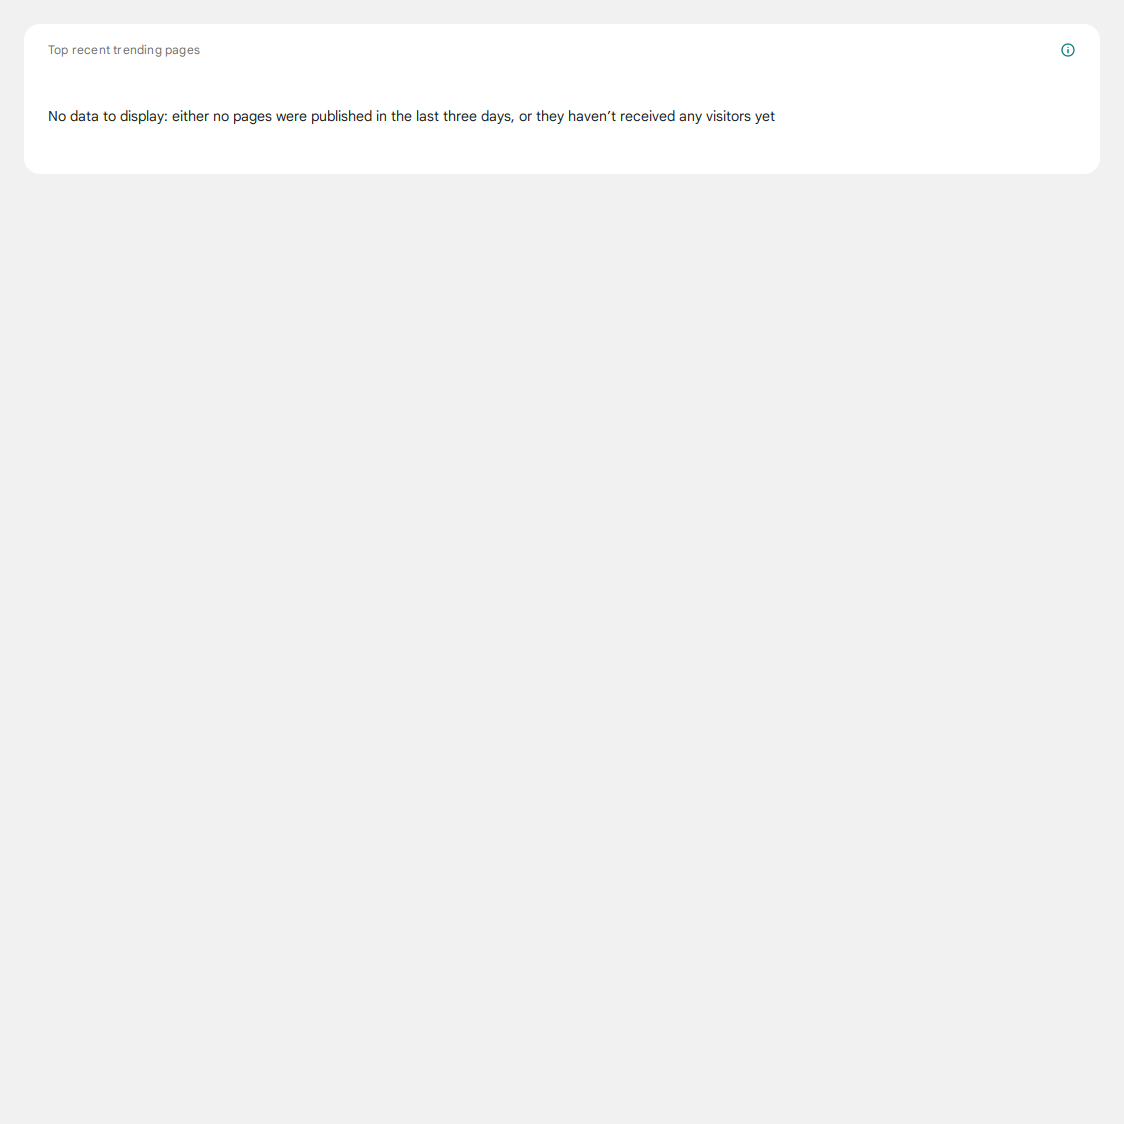 Top recent trending pages
No data to display: either no pages were published in the last three days, or they haven’t received any visitors yet